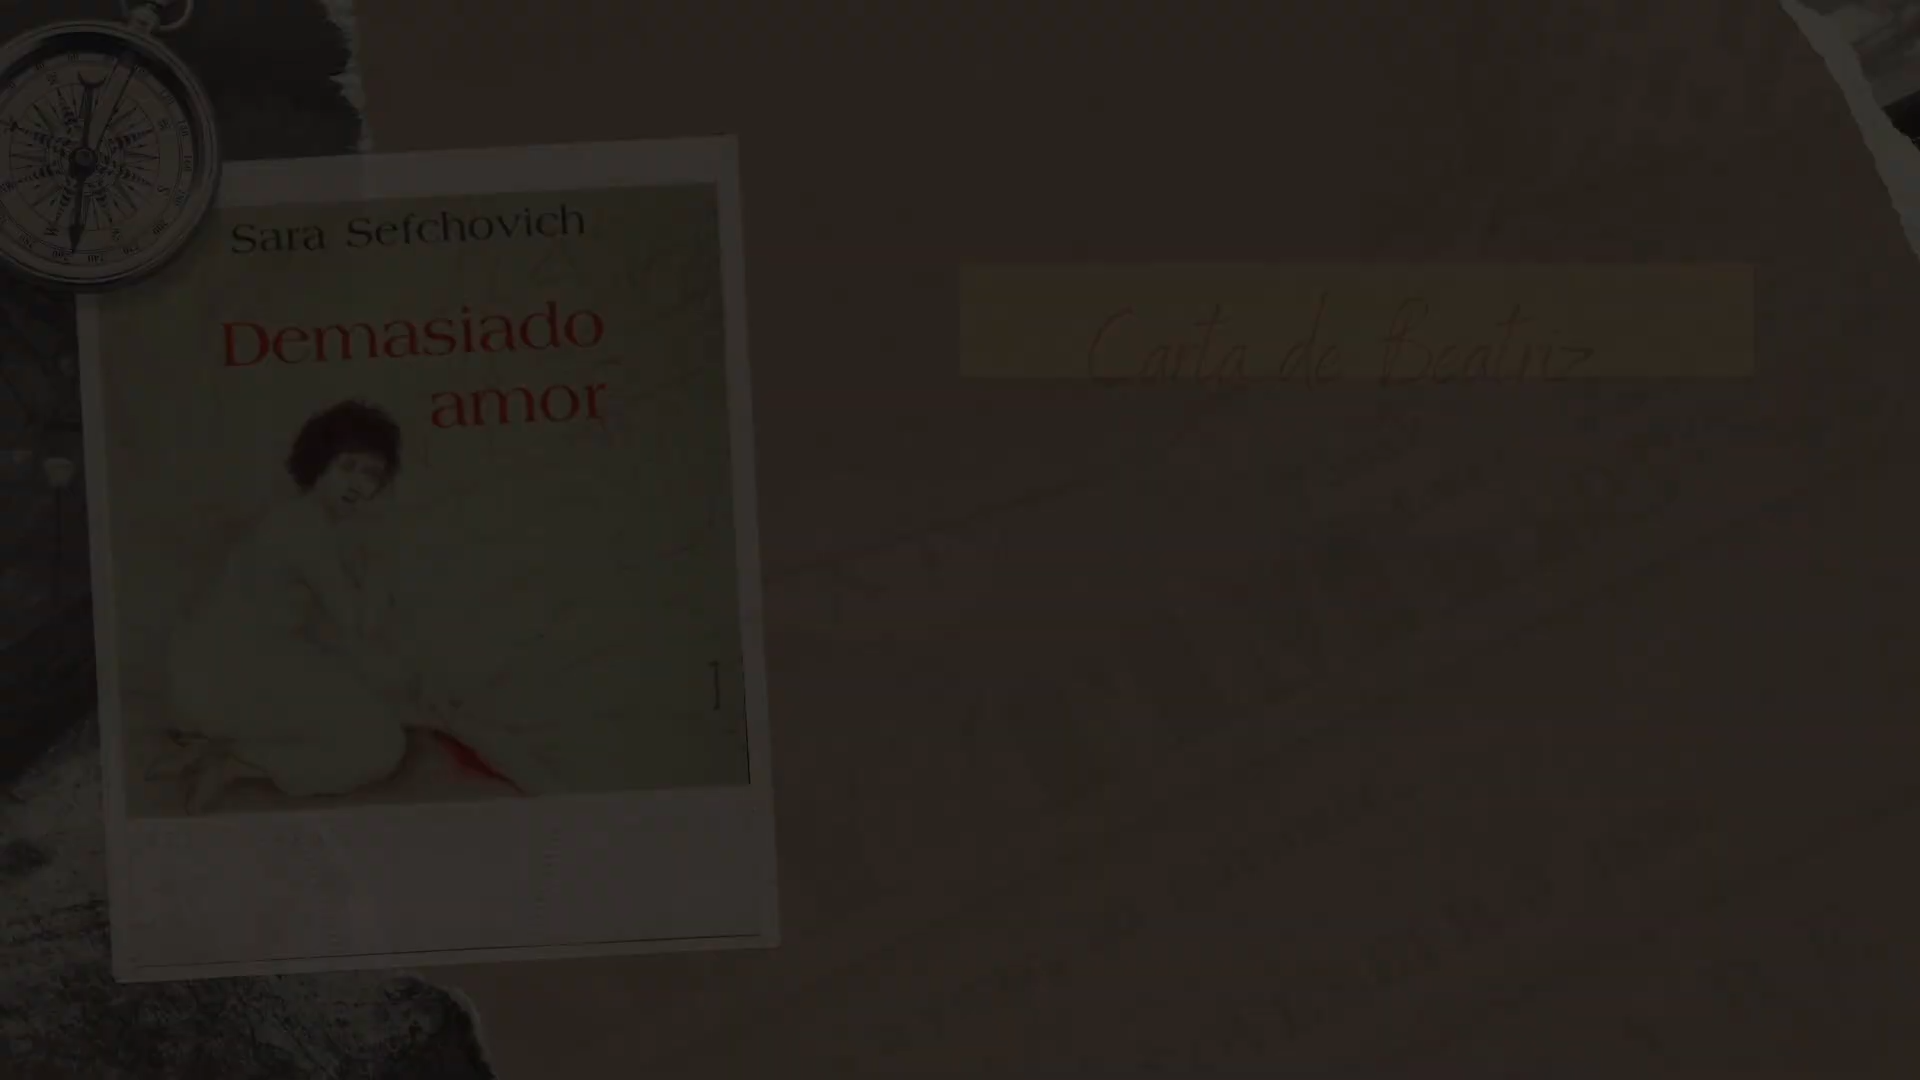 Sara Sefchovich
Demasiado
amor
Carta de Beatriz